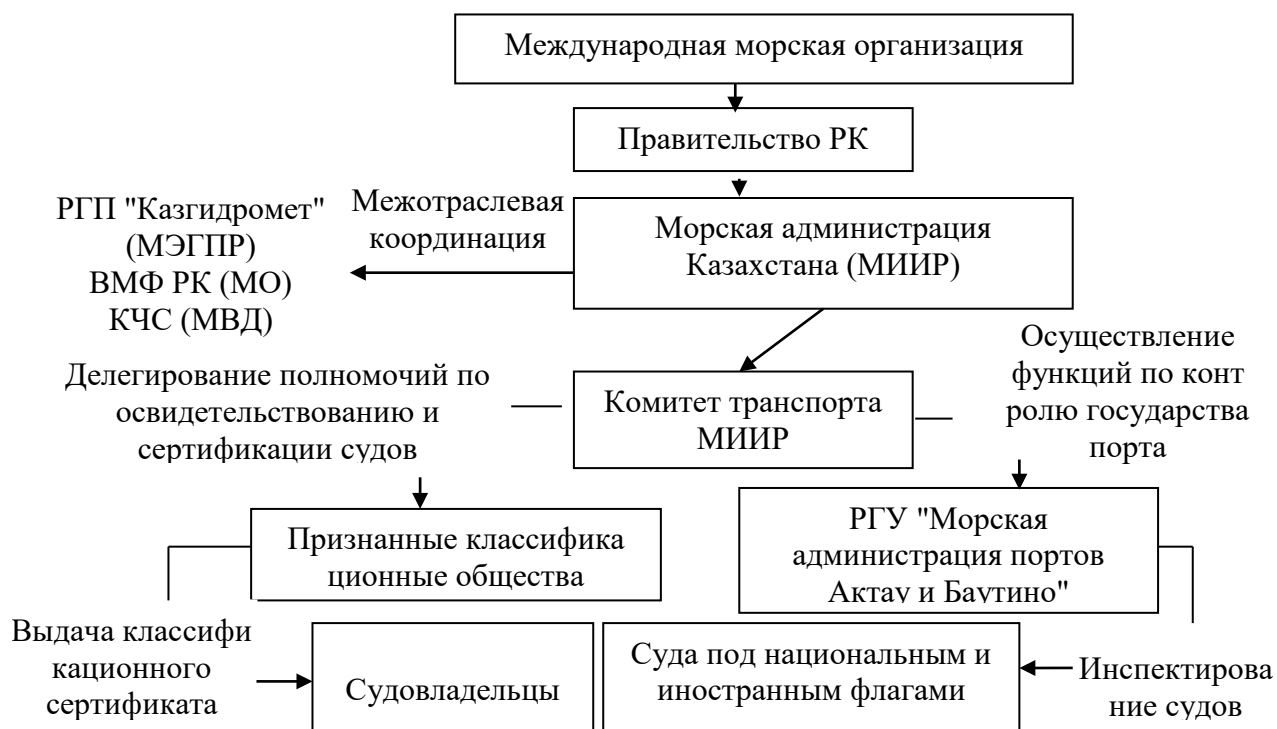 Международная морская организация
Правительство РК
РГП "Казгидромет"
(МЭГПР)
ВМФ РК (МО)
КЧС (МВД)
Межотраслевая
координация
Морская администрация
Казахстана (МИИР)
Делегирование полномочий по
освидетельствованию и
сертификации судов
Комитет транспорта
МИИР
Осуществление
функций по конт
ролю государства
порта
Признанные классифика
ционные общества
РГУ "Морская
администрация портов
Актау и Баутино"
Выдача классифи
кационного
сертификата
Судовладельцы
Суда под национальным и
иностранным флагами
Инспектирова
ние судов